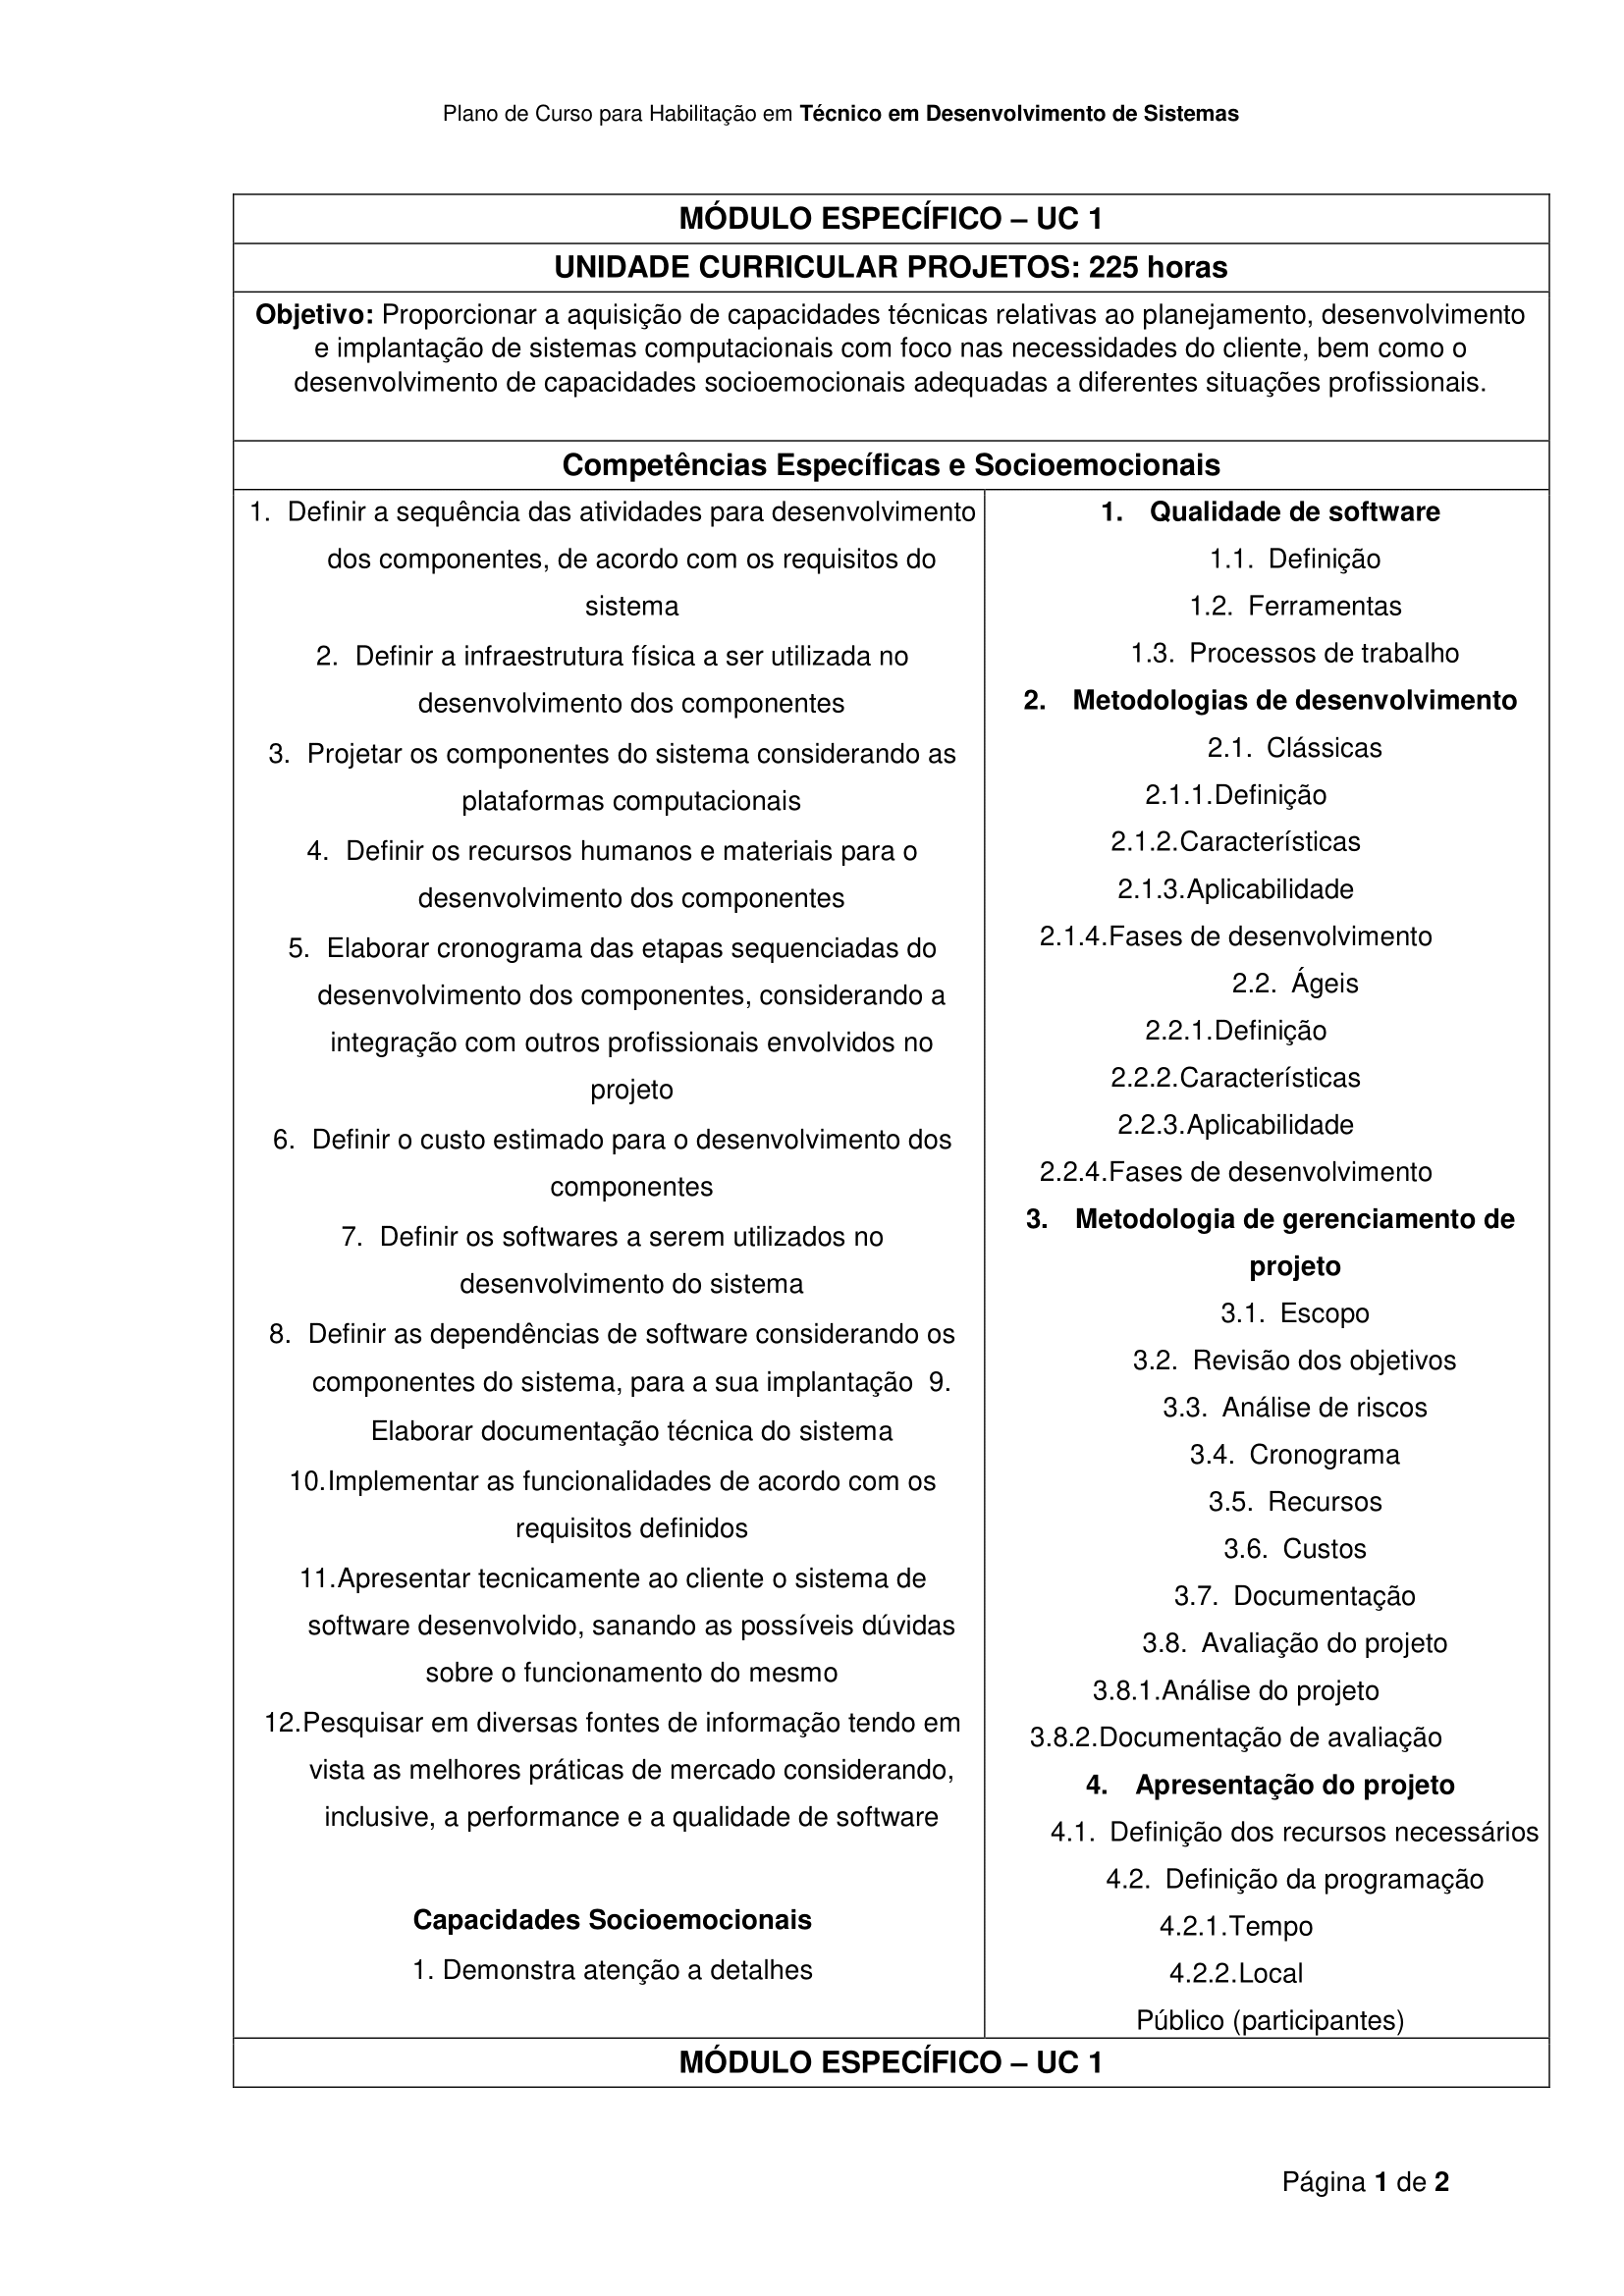 Plano de Curso para Habilitação em Técnico em Desenvolvimento de Sistemas
MÓDULO ESPECÍFICO – UC 1
UNIDADE CURRICULAR PROJETOS: 225 horas
Objetivo: Proporcionar a aquisição de capacidades técnicas relativas ao planejamento, desenvolvimento
e implantação de sistemas computacionais com foco nas necessidades do cliente, bem como o
desenvolvimento de capacidades socioemocionais adequadas a diferentes situações profissionais.
Competências Específicas e Socioemocionais
1. Definir a sequência das atividades para desenvolvimento
dos componentes, de acordo com os requisitos do
sistema
2. Definir a infraestrutura física a ser utilizada no
desenvolvimento dos componentes
3. Projetar os componentes do sistema considerando as
plataformas computacionais
4. Definir os recursos humanos e materiais para o
desenvolvimento dos componentes
5. Elaborar cronograma das etapas sequenciadas do
desenvolvimento dos componentes, considerando a
integração com outros profissionais envolvidos no
projeto
6. Definir o custo estimado para o desenvolvimento dos
componentes
7. Definir os softwares a serem utilizados no
desenvolvimento do sistema
8. Definir as dependências de software considerando os
componentes do sistema, para a sua implantação 9.
Elaborar documentação técnica do sistema
10.Implementar as funcionalidades de acordo com os
requisitos definidos
11.Apresentar tecnicamente ao cliente o sistema de
software desenvolvido, sanando as possíveis dúvidas
sobre o funcionamento do mesmo
12.Pesquisar em diversas fontes de informação tendo em
vista as melhores práticas de mercado considerando,
inclusive, a performance e a qualidade de software
Capacidades Socioemocionais
1. Demonstra atenção a detalhes
1. Qualidade de software
1.1. Definição
1.2. Ferramentas
1.3. Processos de trabalho
2. Metodologias de desenvolvimento
2.1. Clássicas
2.1.1.Definição
2.1.2.Características
2.1.3.Aplicabilidade
2.1.4.Fases de desenvolvimento
2.2. Ágeis
2.2.1.Definição
2.2.2.Características
2.2.3.Aplicabilidade
2.2.4.Fases de desenvolvimento
3. Metodologia de gerenciamento de
projeto
3.1. Escopo
3.2. Revisão dos objetivos
3.3. Análise de riscos
3.4. Cronograma
3.5. Recursos
3.6. Custos
3.7. Documentação
3.8. Avaliação do projeto
3.8.1.Análise do projeto
3.8.2.Documentação de avaliação
4. Apresentação do projeto
4.1. Definição dos recursos necessários
4.2. Definição da programação
4.2.1.Tempo
4.2.2.Local
Público (participantes)
MÓDULO ESPECÍFICO – UC 1
Página 1 de 2